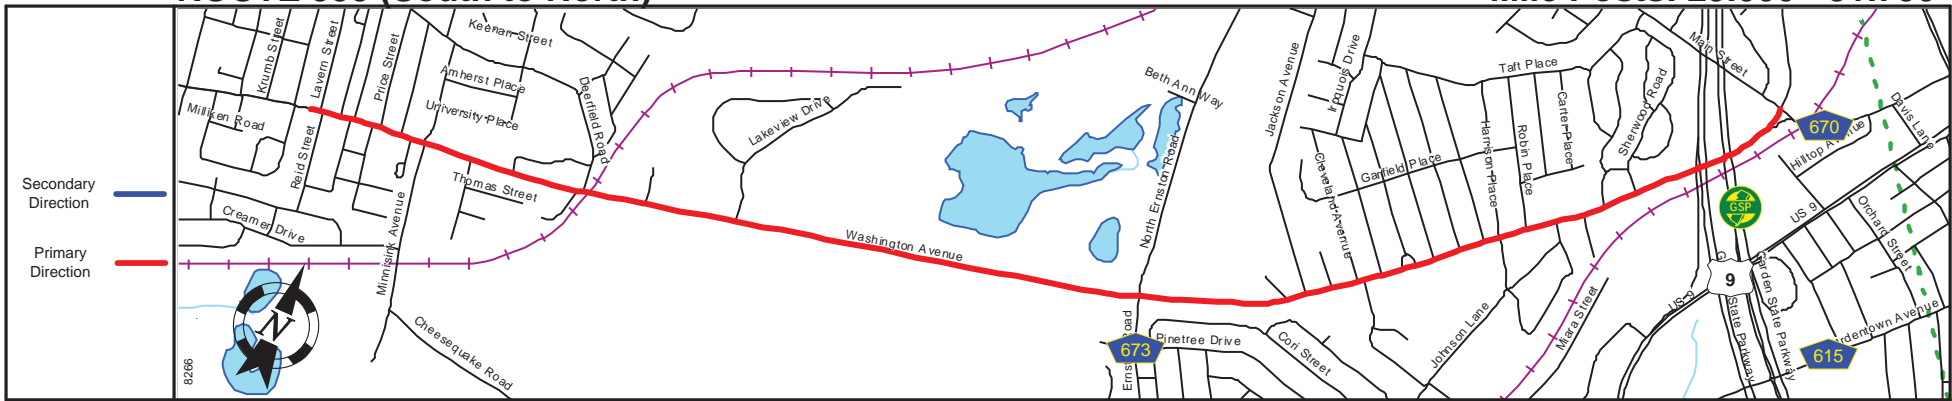 Secondary
Direction
Primary
Direction
Keenan Street
Krumb Street
Lavern Street
Price Street
Amherst Place
University Place
Deerfield Road
Milliken Road
Reid Street
Thomas Street
Creamer Drive
Minnisink Avenue
Cheesequake Road
N
8266
Lakeview Drive
Washington Avenue
Beth Ann Way
North Ernston Road
673
Pinetree Drive
Cori Street
Jackson Avenue
Iroquois Drive
Taft Place
Cleveland Avenue
Garfield Place
Harrison Place
Robin Place
Carter Place
Sherwood Road
Johnson Lane
Miara Street
Main Street
670
Davis Lane
GSP
US 9
Orchard Street
9
US 9
Garden State Parkway
State Parkway
615